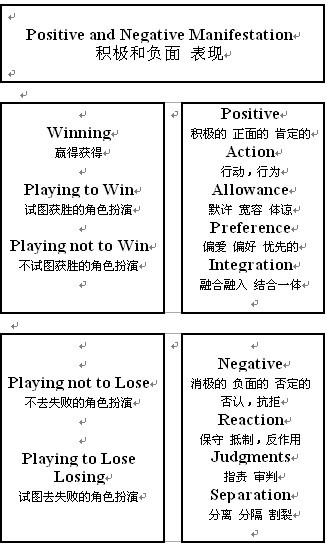 Positive and Negative Manifestation
积极和负面 表现
Winning
赢得获得
Playing to Win
试图获胜的角色扮演
Playing not to Win
不试图获胜的角色扮演
Positive
积极的 正面的 肯定的
Action
行动，行为
Allowance
默许 宽容 体谅
Preference
偏爱 偏好 优先的
Integration
融合融入 结合一体
Playing not to Lose
不去失败的角色扮演
Playing to Lose
Losing
试图去失败的角色扮演
Negative
消极的 负面的 否定的
否认，抗拒
Reaction
保守 抵制，反作用
Judgments
指责 审判
Separation
分离 分隔 割裂